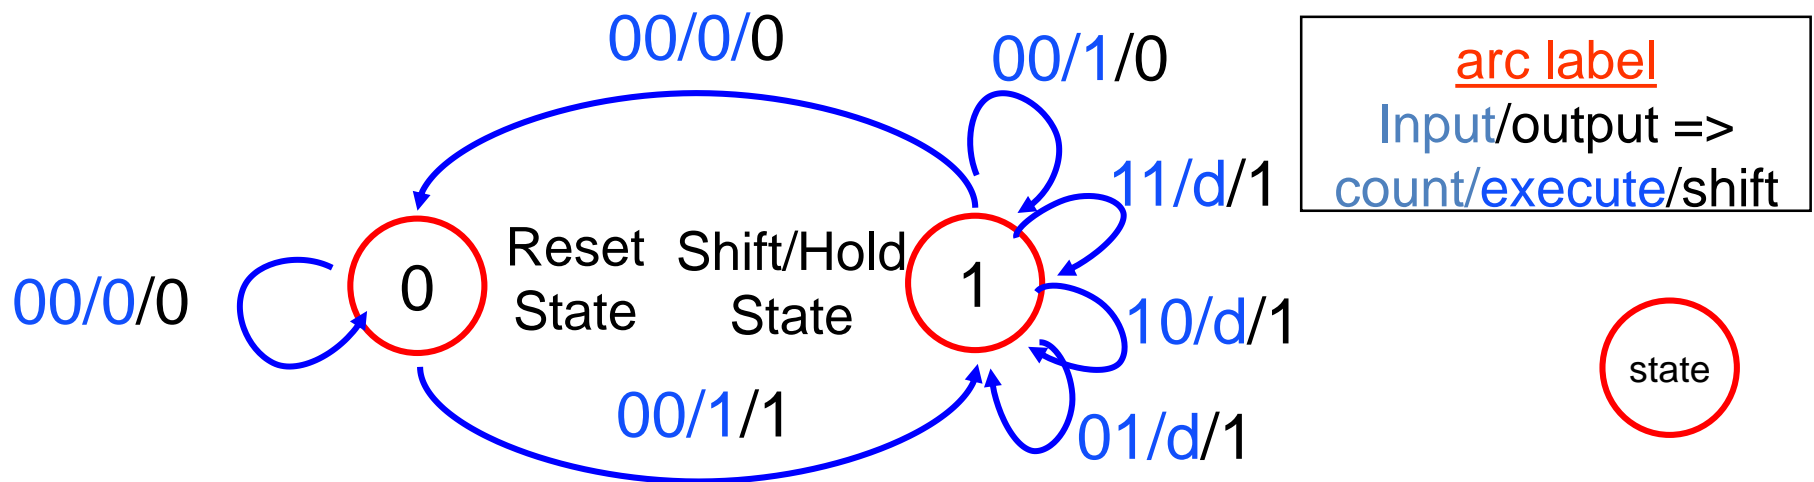 00/0/0
00/1/0
arc label
Input/output =>
count/execute/shift
11/d/1
Reset
State
Shift/Hold
State
0
1
00/0/0
10/d/1
state
00/1/1
01/d/1